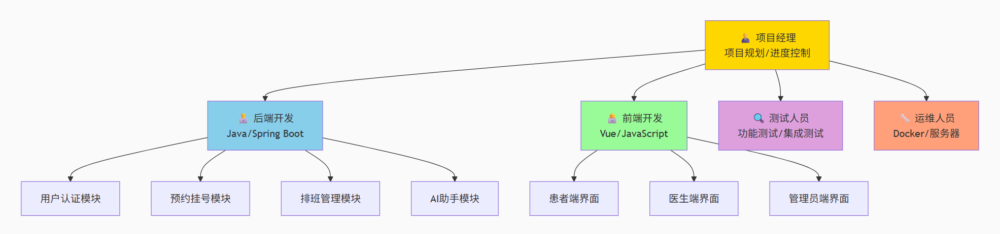 项目经理
项目规划/进度控制
后端开发
Java/Spring Boot
前端开发
Vue/JavaScript
测试人员
功能测试/集成测试
运维人员
Docker/服务器
用户认证模块
预约挂号模块
排班管理模块
AI助手模块
患者端界面
医生端界面
管理员端界面